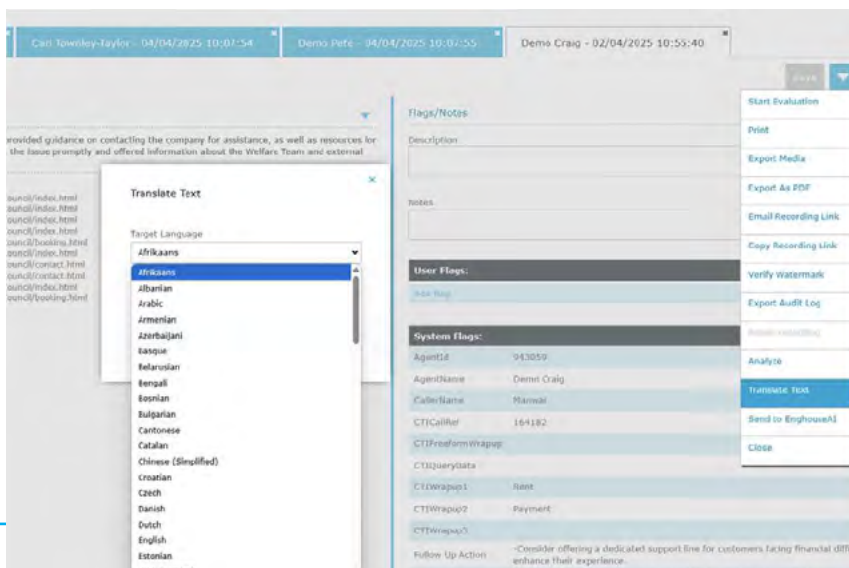 Carl Townley-Taylor - 04/04/2025 10:07:54
Demo Pete - 04/04/2025 10:07:55
Demo Craig - 02/04/2025 10:55:40
provided guidance on contacting the company for assistance, as well as resources for
the issue promptly and offered information about the Welfare Team and external
ouncil/index.html
ouncil/index.html
ouncil/index.html
ouncil/booking.html
ouncil/index.html
ouncil/contact.html
ouncil/contact.html
ouncil/index.html
ouncil/booking.html
Translate Text
Target Language
Afrikaans
Afrikaans
Albanian
Arabic
Armenian
Azerbaijani
Basque
Belarusian
Bengali
Bosnian
Bulgarian
Cantonese
Catalan
Chinese (Simplified)
Croatian
Czech
Danish
Dutch
English
Estonian
Flags/Notes
Description
Notes
User Flags:
System Flags:
AgentId 943059
AgentName Demo Craig
CallerName
CTICallRef 164182
CTIFreeformWrapup
CTIQueryData
CTIWrapup1 Rent
CTIWrapup2 Payment
CTIWrapup3
Follow Up Action -Consider offering a dedicated support line for customers facing financial diffi
enhance their experience.
Start Evaluation
Print
Export Media
Export As PDF
Email Recording Link
Copy Recording Link
Verify Watermark
Export Audit Log
Analyze
Translate Text
Send to EnghouseAI
Close